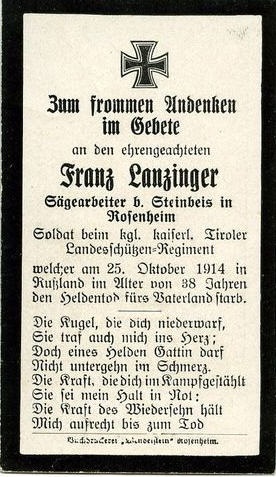 Zum frommen Andenken
im Gebete
an den ehrengeachteten
Franz Lanzinger
Sägearbeiter b. Steinbeis in
Rosenheim
Soldat beim kgl. kaiserl. Tiroler
Landesschützen-Regiment
welcher am 25. Oktober 1914 in
Rußland im Alter von 38 Jahren
den Heldentod fürs Vaterland starb.
Die Kugel, die dich niederwarf,
Sie traf auch mich ins Herz;
Doch eines Helden Gattin darf
Nicht untergehn im Schmerz.
Die Kraft, die dich im Kampf gestählt
Sie sei mein Halt in Not:
Die Kraft des Wiedersehn hält
Mich aufrecht bis zum Tod
Buchdruckerei „Wendelstein“ Rosenheim.